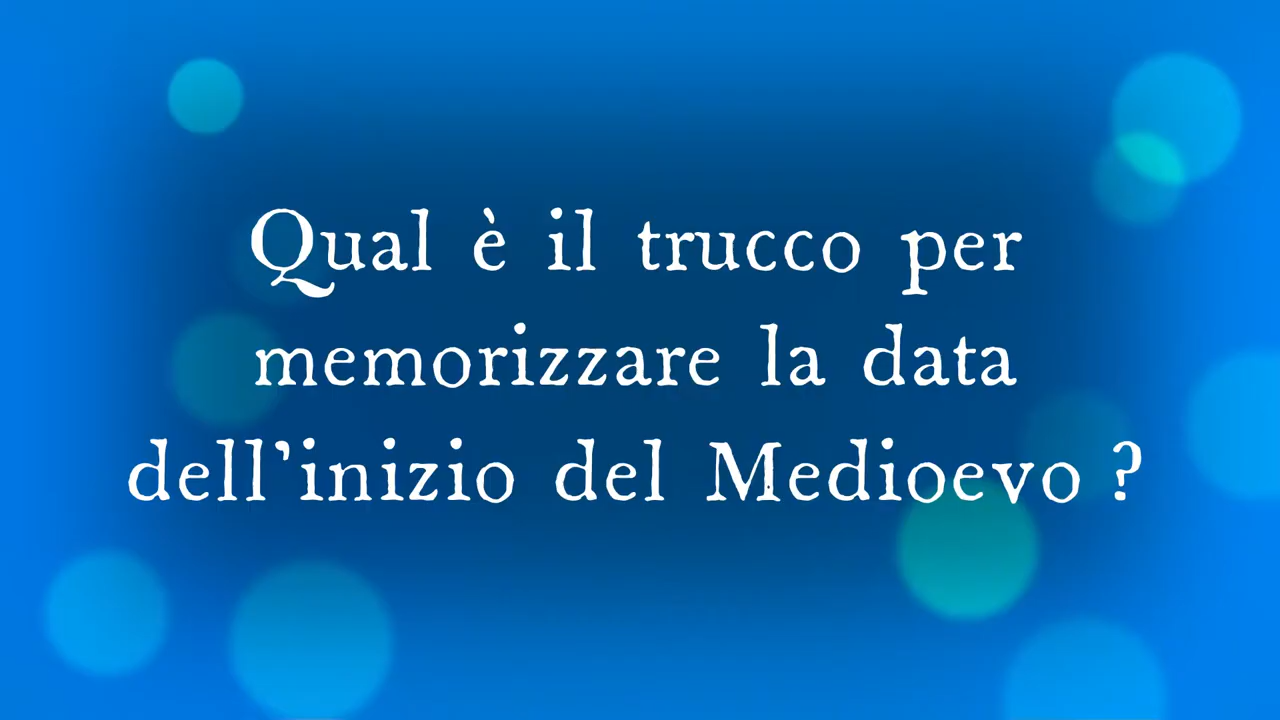 Qual è il trucco per
memorizzare la data
dell'inizio del Medioevo ?